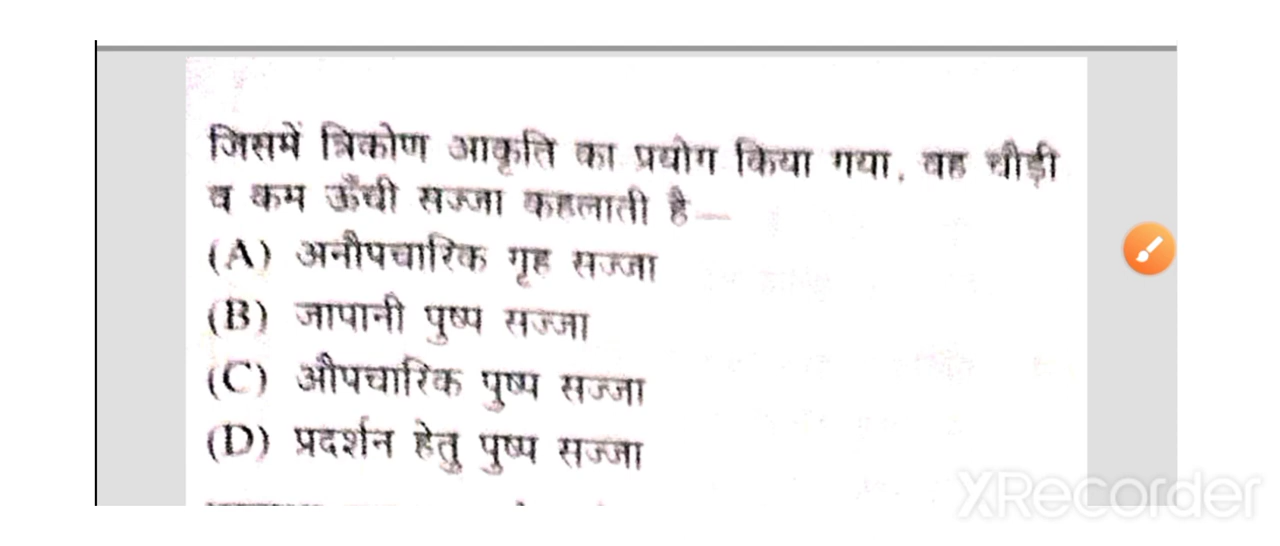 जिसमें त्रिकोण आकृति का प्रयोग किया गया, वह चौड़ी
व कम ऊँची सज्जा कहलाती है—
(A) अनौपचारिक गृह सज्जा
(B) जापानी पुष्प सज्जा
(C) औपचारिक पुष्प सज्जा
(D) प्रदर्शन हेतु पुष्प सज्जा
XRecorder